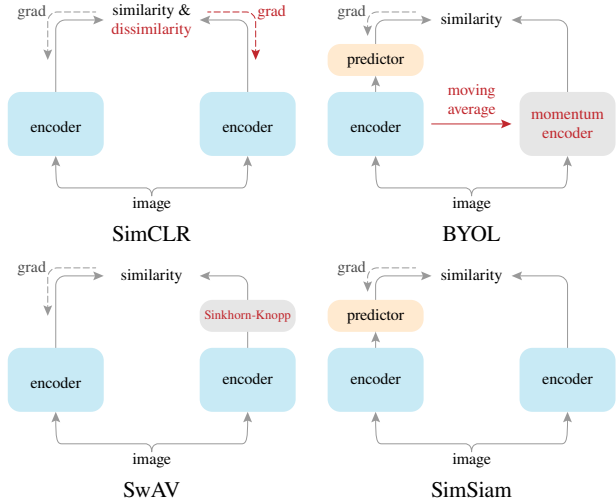 grad
similarity &
dissimilarity
grad
encoder
encoder
image
SimCLR
grad
similarity
predictor
encoder
moving
average
momentum
encoder
image
BYOL
grad
similarity
Sinkhorn-Knopp
encoder
encoder
image
SwAV
grad
similarity
predictor
encoder
encoder
image
SimSiam